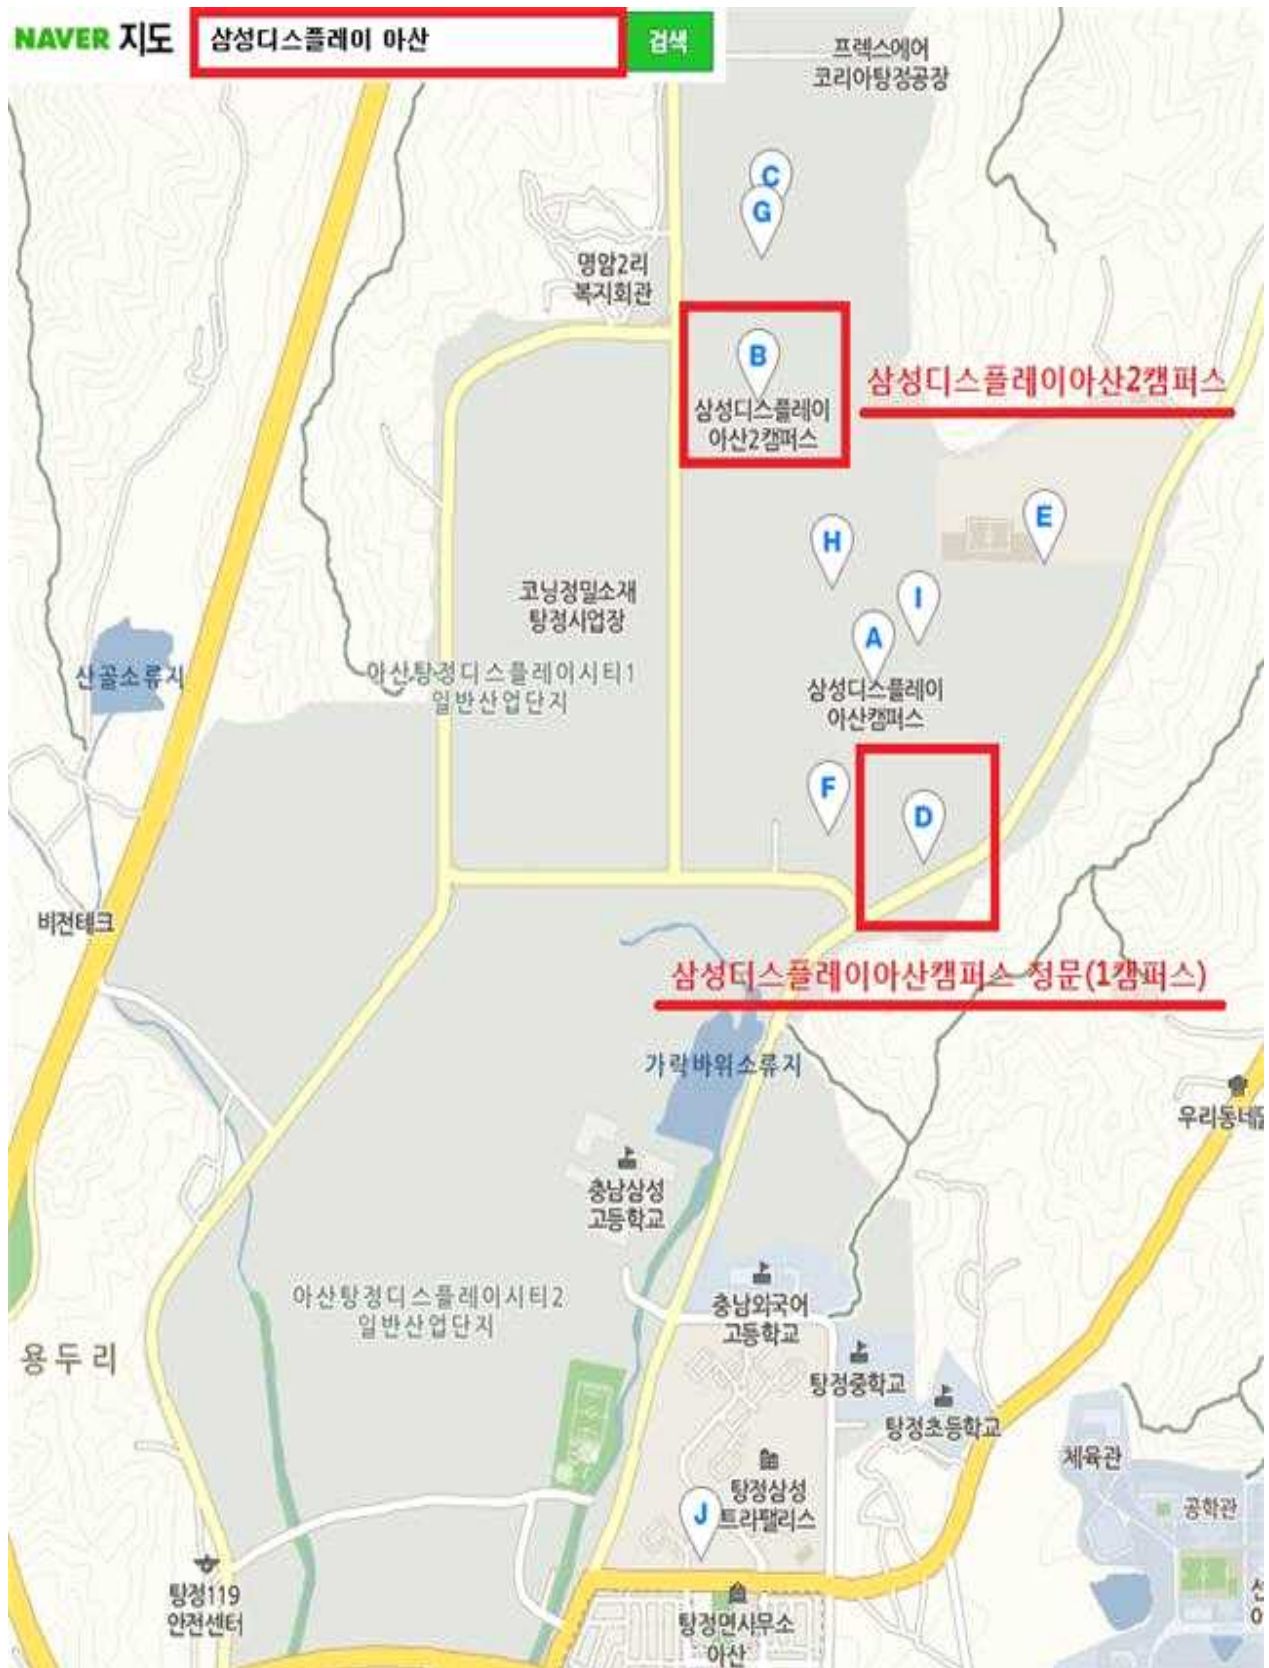 NAVER 지도
삼성디스플레이 아산
검색
프렉스에어
코리아탕정공장
C
G
명암2리
복지회관
B
삼성디스플레이
아산2캠퍼스
삼성디스플레이아산2캠퍼스
E
H
코닝정밀소재
탕정사업장
I
A
산골소류지
아산탕정디스플레이시티1
일반산업단지
삼성디스플레이
아산캠퍼스
F
D
비전테크
삼성디스플레이아산캠퍼스 정문(1캠퍼스)
가락바위소류지
우리동네
충남삼성
고등학교
아산탕정디스플레이시티2
일반산업단지
충남외국어
고등학교
용두리
탕정중학교
탕정초등학교
체육관
탕정삼성
트라팰리스
J
공학관
탕정119
안전센터
탕정면사무소
아산